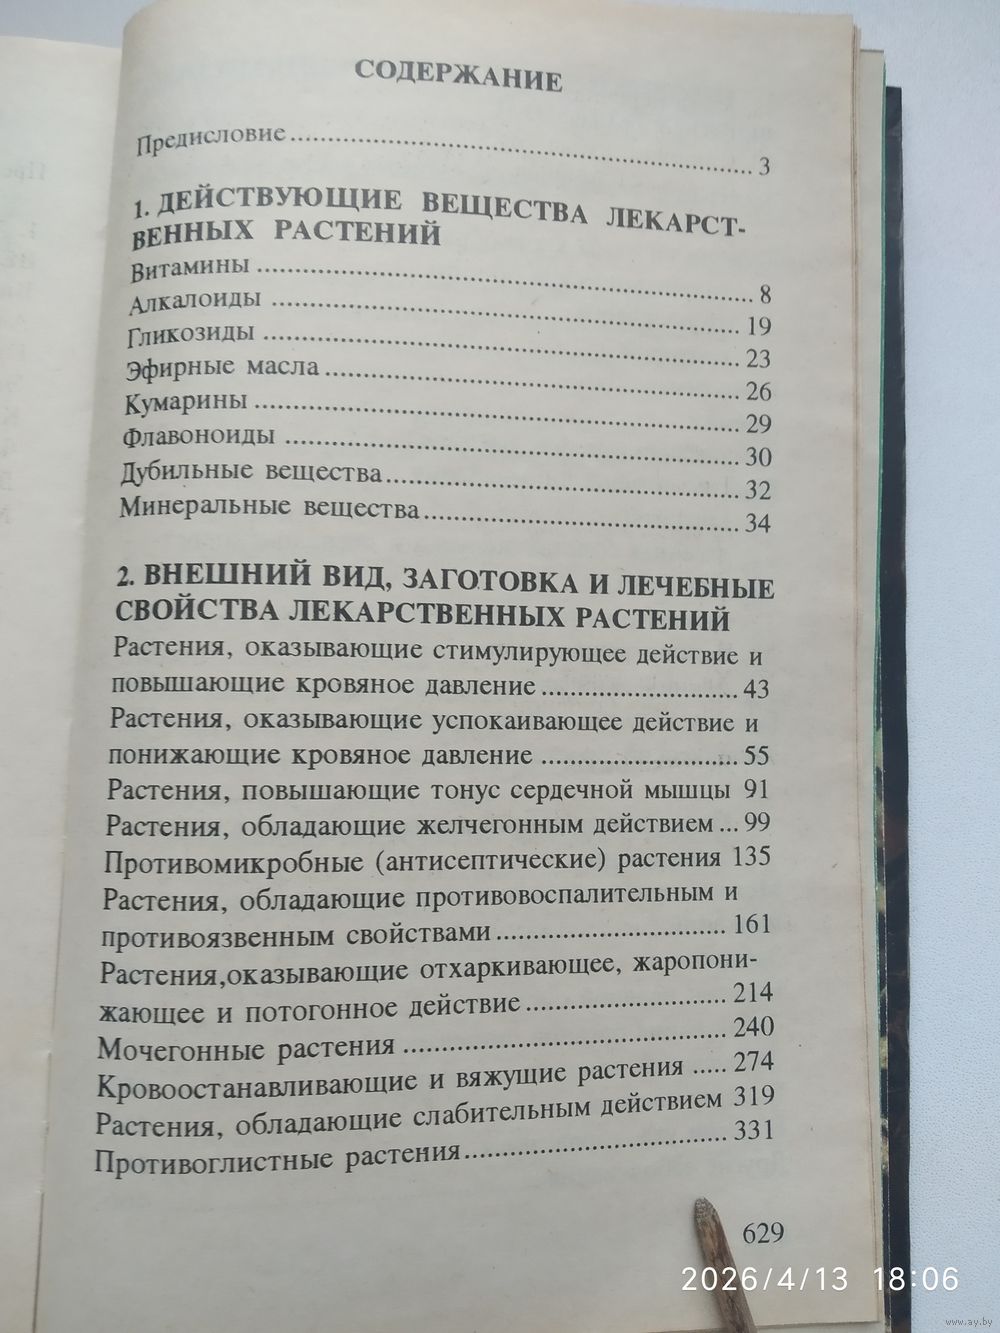 СОДЕРЖАНИЕ
Предисловие ........ 3
1. ДЕЙСТВУЮЩИЕ ВЕЩЕСТВА ЛЕКАРСТ-
ВЕННЫХ РАСТЕНИЙ
Витамины ........ 8
Алкалоиды ........ 19
Гликозиды ........ 23
Эфирные масла ........ 26
Кумарины ........ 29
Флавоноиды ........ 30
Дубильные вещества ........ 32
Минеральные вещества ........ 34
2. ВНЕШНИЙ ВИД, ЗАГОТОВКА И ЛЕЧЕБНЫЕ
СВОЙСТВА ЛЕКАРСТВЕННЫХ РАСТЕНИЙ
Растения, оказывающие стимулирующее действие и
повышающие кровяное давление ........ 43
Растения, оказывающие успокаивающее действие и
понижающие кровяное давление ........ 55
Растения, повышающие тонус сердечной мышцы 91
Растения, обладающие желчегонным действием ... 99
Противомикробные (антисептические) растения 135
Растения, обладающие противовоспалительным и
противоязвенным свойствами ........ 161
Растения,оказывающие отхаркивающее, жаропони-
жающее и потогонное действие ........ 214
Мочегонные растения ........ 240
Кровоостанавливающие и вяжущие растения ..... 274
Растения, обладающие слабительным действием 319
Противоглистные растения ........ 331
629
2026/4/13 18:06
www.ay.by